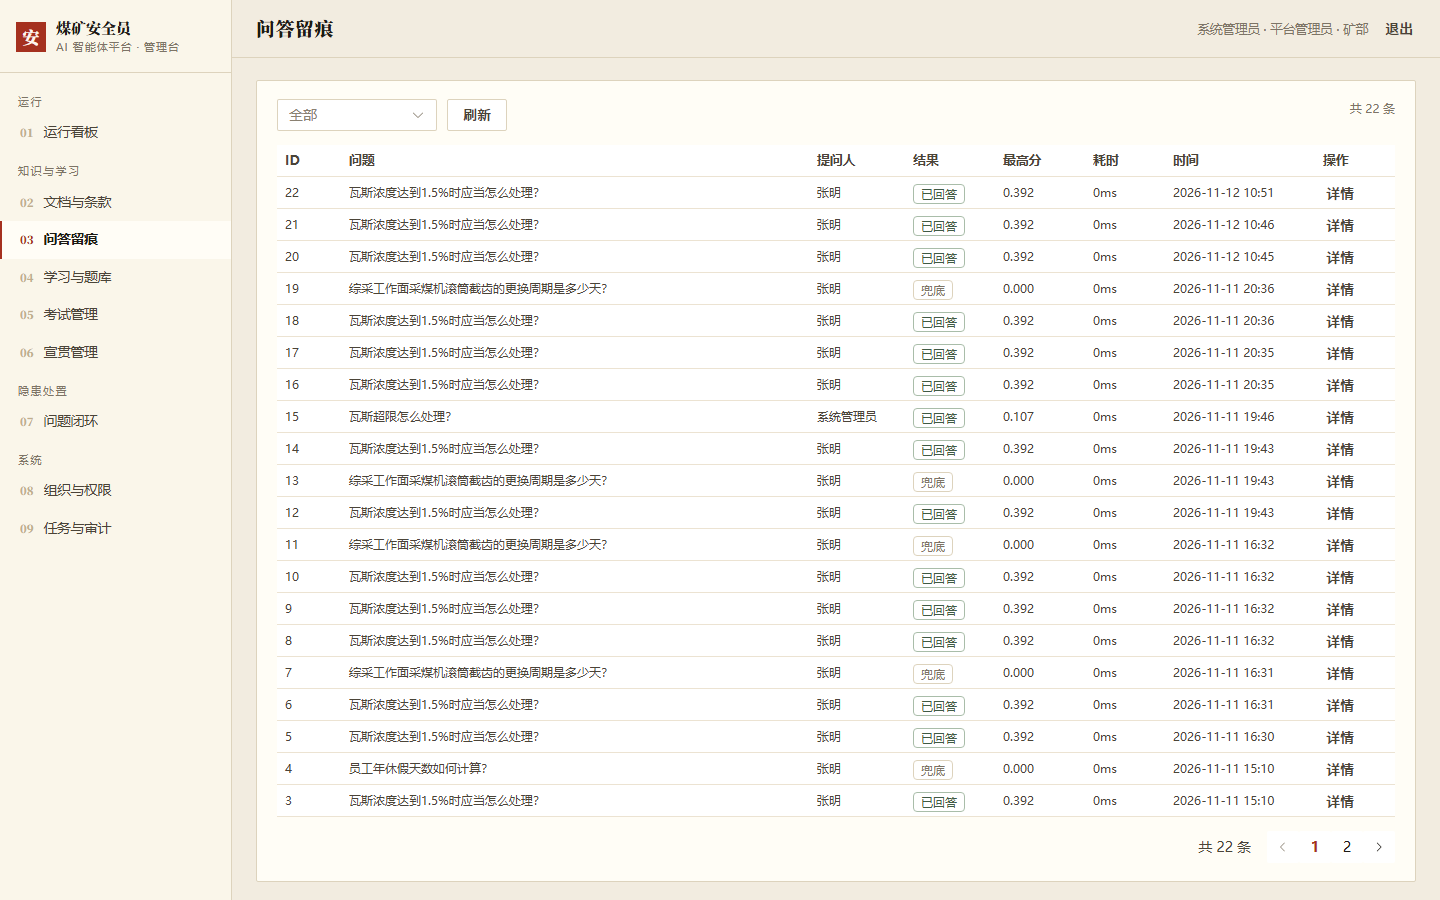 安
煤矿安全员
AI 智能体平台 · 管理台
运行
01 运行看板
知识与学习
02 文档与条款
03 问答留痕
04 学习与题库
05 考试管理
06 宣贯管理
隐患处置
07 问题闭环
系统
08 组织与权限
09 任务与审计
问答留痕
系统管理员 · 平台管理员 · 矿部 退出
全部 刷新 共 22 条
ID 问题 提问人 结果 最高分 耗时 时间 操作
22 瓦斯浓度达到1.5%时应当怎么处理? 张明 已回答 0.392 0ms 2026-11-12 10:51 详情
21 瓦斯浓度达到1.5%时应当怎么处理? 张明 已回答 0.392 0ms 2026-11-12 10:46 详情
20 瓦斯浓度达到1.5%时应当怎么处理? 张明 已回答 0.392 0ms 2026-11-12 10:45 详情
19 综采工作面采煤机滚筒截齿的更换周期是多少天? 张明 兜底 0.000 0ms 2026-11-11 20:36 详情
18 瓦斯浓度达到1.5%时应当怎么处理? 张明 已回答 0.392 0ms 2026-11-11 20:36 详情
17 瓦斯浓度达到1.5%时应当怎么处理? 张明 已回答 0.392 0ms 2026-11-11 20:35 详情
16 瓦斯浓度达到1.5%时应当怎么处理? 张明 已回答 0.392 0ms 2026-11-11 20:35 详情
15 瓦斯超限怎么处理? 系统管理员 已回答 0.107 0ms 2026-11-11 19:46 详情
14 瓦斯浓度达到1.5%时应当怎么处理? 张明 已回答 0.392 0ms 2026-11-11 19:43 详情
13 综采工作面采煤机滚筒截齿的更换周期是多少天? 张明 兜底 0.000 0ms 2026-11-11 19:43 详情
12 瓦斯浓度达到1.5%时应当怎么处理? 张明 已回答 0.392 0ms 2026-11-11 19:43 详情
11 综采工作面采煤机滚筒截齿的更换周期是多少天? 张明 兜底 0.000 0ms 2026-11-11 16:32 详情
10 瓦斯浓度达到1.5%时应当怎么处理? 张明 已回答 0.392 0ms 2026-11-11 16:32 详情
9 瓦斯浓度达到1.5%时应当怎么处理? 张明 已回答 0.392 0ms 2026-11-11 16:32 详情
8 瓦斯浓度达到1.5%时应当怎么处理? 张明 已回答 0.392 0ms 2026-11-11 16:32 详情
7 综采工作面采煤机滚筒截齿的更换周期是多少天? 张明 兜底 0.000 0ms 2026-11-11 16:31 详情
6 瓦斯浓度达到1.5%时应当怎么处理? 张明 已回答 0.392 0ms 2026-11-11 16:31 详情
5 瓦斯浓度达到1.5%时应当怎么处理? 张明 已回答 0.392 0ms 2026-11-11 16:30 详情
4 员工年休假天数如何计算? 张明 兜底 0.000 0ms 2026-11-11 15:10 详情
3 瓦斯浓度达到1.5%时应当怎么处理? 张明 已回答 0.392 0ms 2026-11-11 15:10 详情
共 22 条 1 2